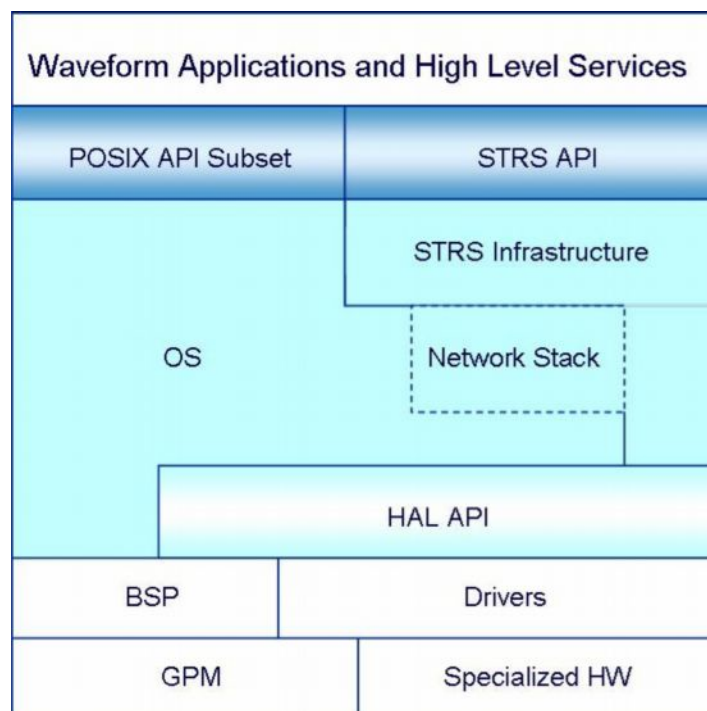 Waveform Applications and High Level Services
POSIX API Subset
STRS API
STRS Infrastructure
OS
Network Stack
HAL API
BSP
Drivers
GPM
Specialized HW